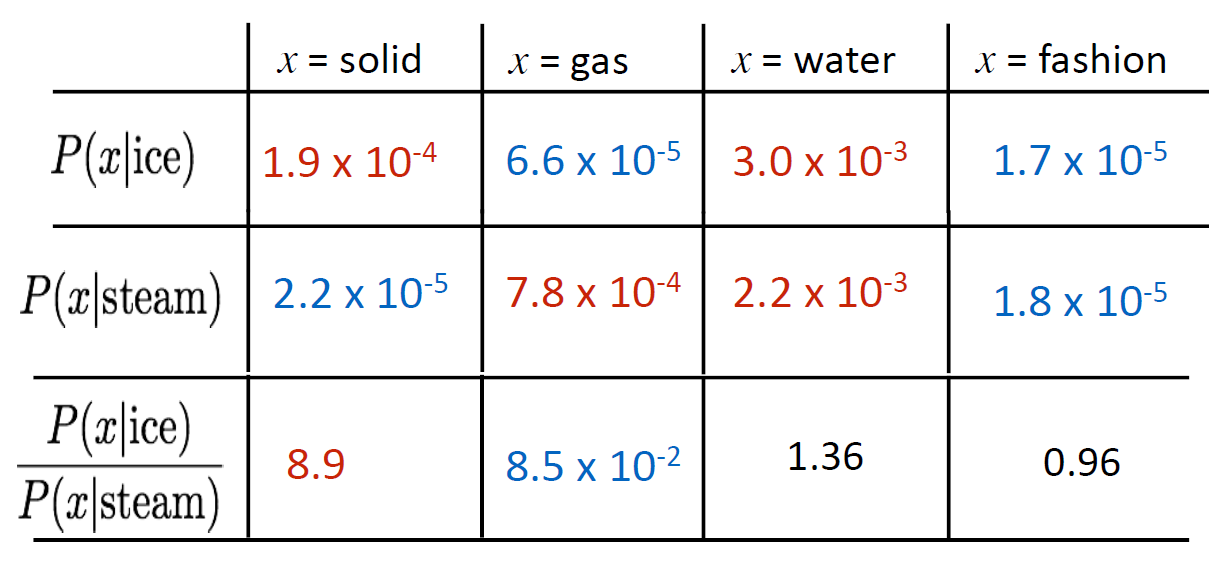 x = solid x = gas x = water x = fashion
P(x|ice) 1.9 x 10⁻⁴ 6.6 x 10⁻⁵ 3.0 x 10⁻³ 1.7 x 10⁻⁵
P(x|steam) 2.2 x 10⁻⁵ 7.8 x 10⁻⁴ 2.2 x 10⁻³ 1.8 x 10⁻⁵
P(x|ice)
P(x|steam) 8.9 8.5 x 10⁻² 1.36 0.96